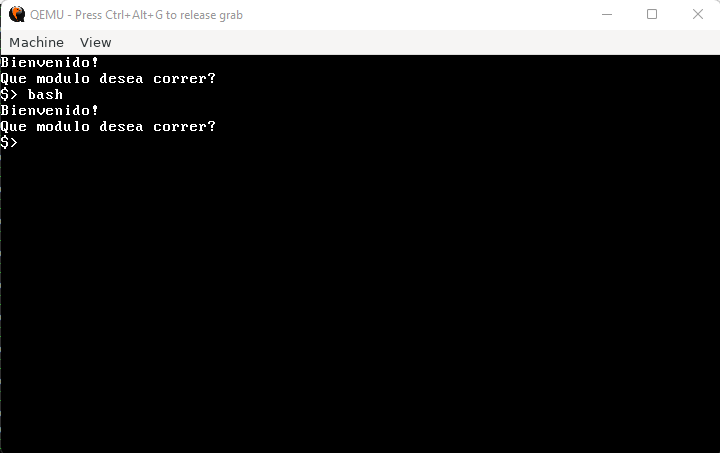 QEMU - Press Ctrl+Alt+G to release grab
Machine View
Bienvenido!
Que modulo desea correr?
$> bash
Bienvenido!
Que modulo desea correr?
$>